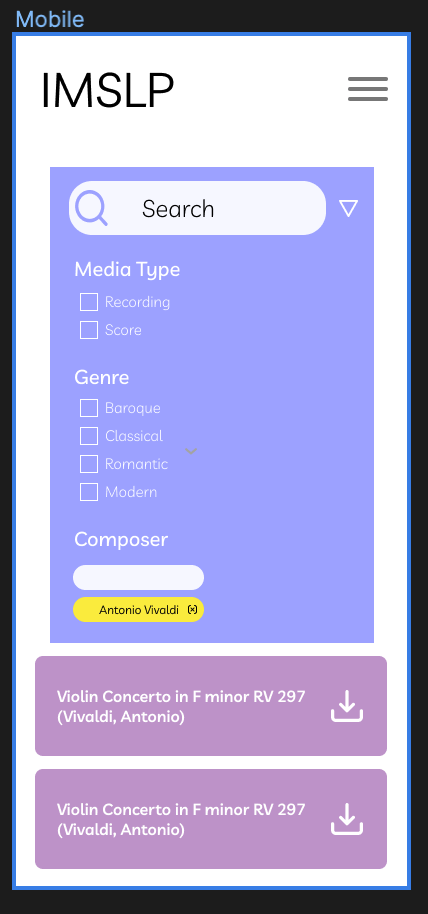 Mobile
IMSLP
Search
Media Type
Recording
Score
Genre
Baroque
Classical
Romantic
Modern
Composer
Antonio Vivaldi [x]
Violin Concerto in F minor RV 297
(Vivaldi, Antonio)
Violin Concerto in F minor RV 297
(Vivaldi, Antonio)